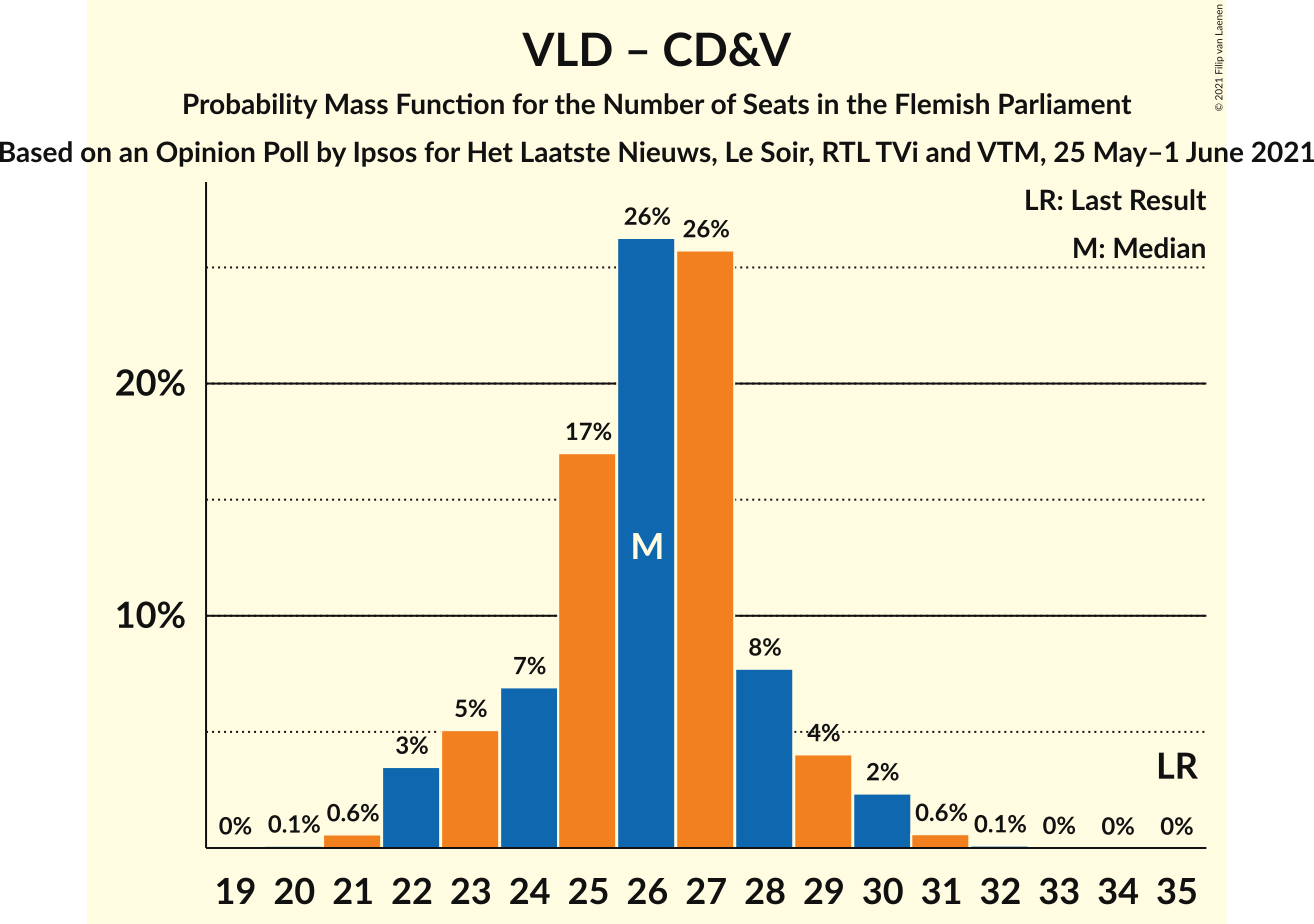 VLD – CD&V
Probability Mass Function for the Number of Seats in the Flemish Parliament
Based on an Opinion Poll by Ipsos for Het Laatste Nieuws, Le Soir, RTL TVi and VTM, 25 May–1 June 2021
© 2021 Filip van Laenen
LR: Last Result
M: Median
26%
26%
20%
17%
M
10%
8%
7%
5%
4%
3%
2%
LR
0%
0.1%
0.6%
0.6%
0.1%
0%
0%
0%
19 20 21 22 23 24 25 26 27 28 29 30 31 32 33 34 35